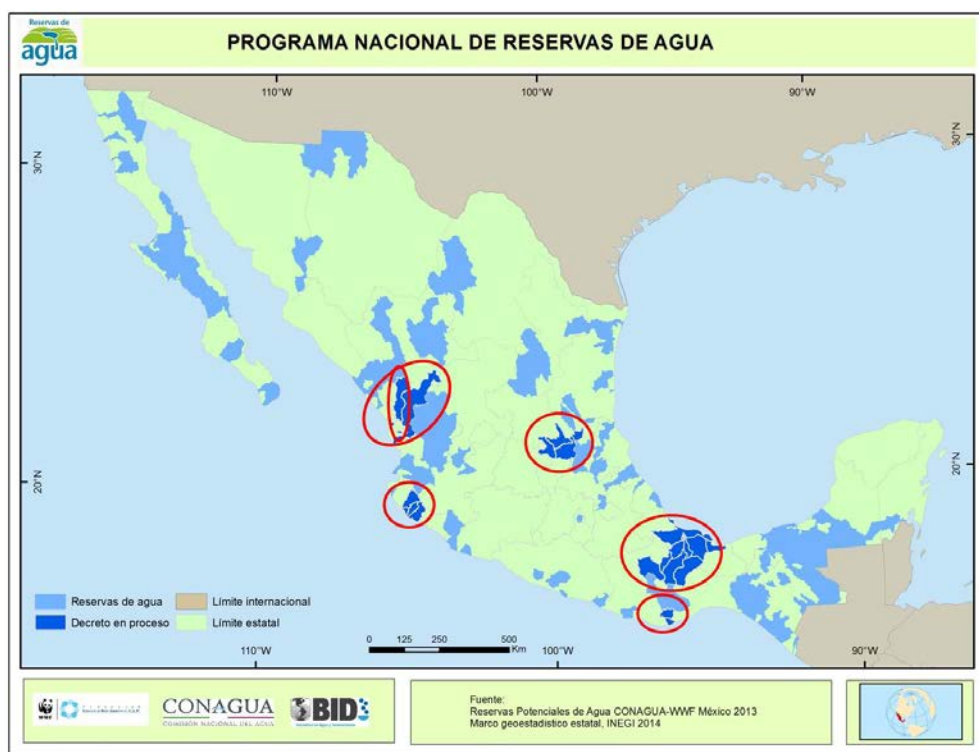 Reservas de
agua
PROGRAMA NACIONAL DE RESERVAS DE AGUA
110°W
100°W
90°W
30°N
30°N
20°N
20°N
Reservas de agua
Límite internacional
Decreto en proceso
Límite estatal
0
125
250
500
Km
110°W
100°W
90°W
WWF
CONAGUA
COMISIÓN NACIONAL DEL AGUA
BID
Fuente:
Reservas Potenciales de Agua CONAGUA-WWF México 2013
Marco geoestadístico estatal, INEGI 2014